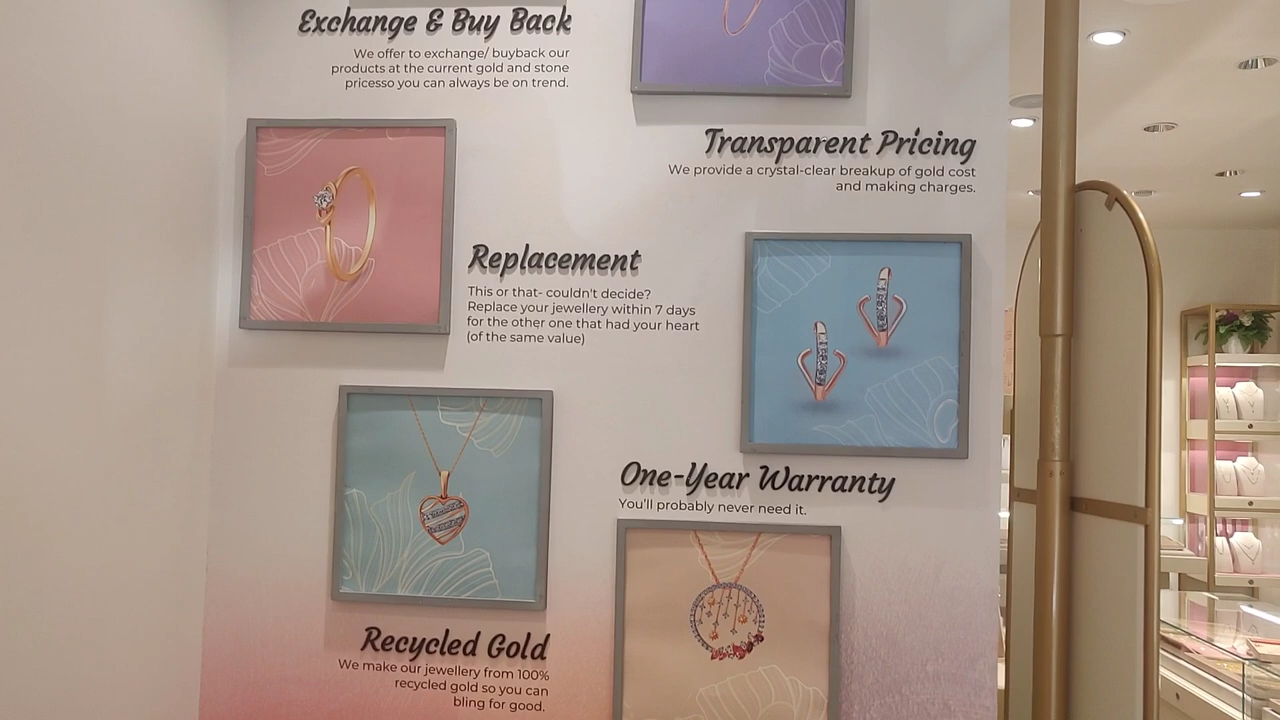 Exchange & Buy Back
We offer to exchange/ buyback our
products at the current gold and stone
pricesso you can always be on trend.
Transparent Pricing
We provide a crystal-clear breakup of gold cost
and making charges.
Replacement
This or that- couldn't decide?
Replace your jewellery within 7 days
for the other one that had your heart
(of the same value)
One-Year Warranty
You'll probably never need it.
Recycled Gold
We make our jewellery from 100%
recycled gold so you can
bling for good.